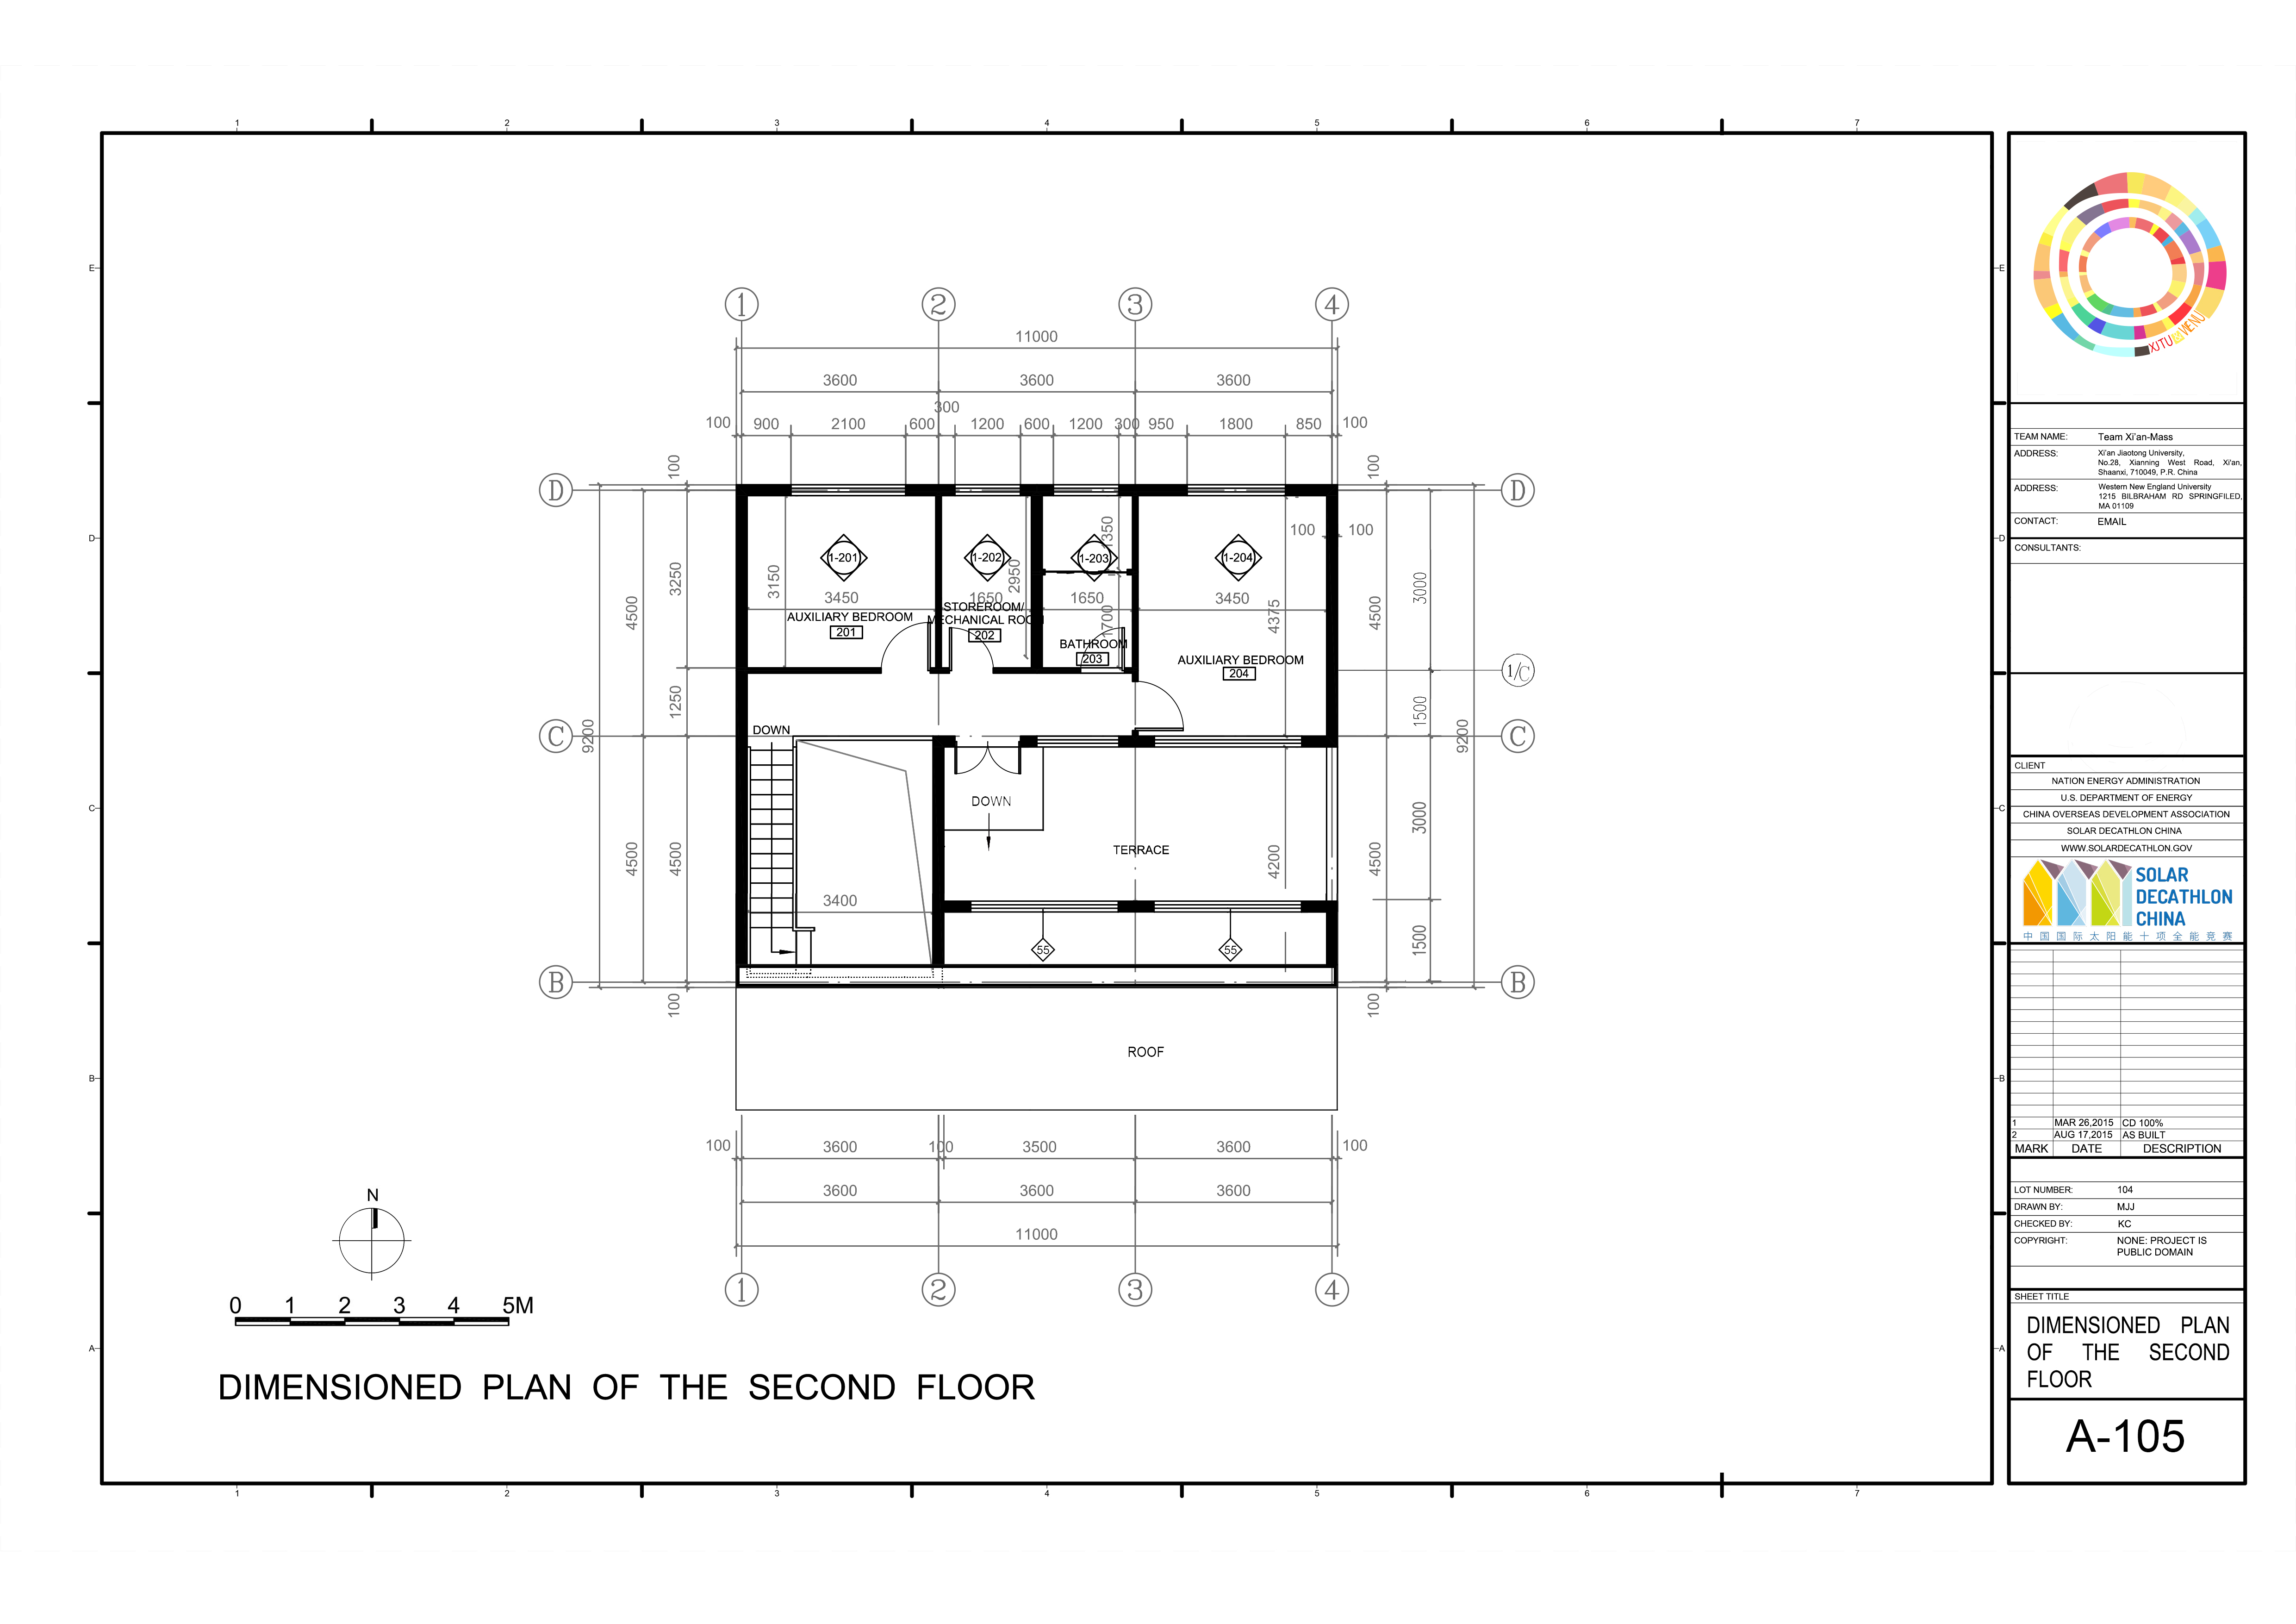 1 2 3 4 5 6 7
E E
D D
C C
B B
A A
1 2 3 4
11000
3600 3600 3600
300
100 900 2100 600 1200 600 1200 300 950 1800 850 100
100 100
D D
1350
100 100
1-201 1-202 1-203 1-204
3150 2950
3250 3000
3450 1650 1650 3450
4500 4375 4500
1700
STOREROOM/
AUXILIARY BEDROOM MECHANICAL ROOM
201 202
BATHROOM
203
AUXILIARY BEDROOM
204
1/C
1250 1500
DOWN
C C
9200 9200
DOWN
3000
TERRACE
4500 4500 4200 4500
3400
1500
55 55
B B
100 100
ROOF
100 3600 100 3500 3600 100
3600 3600 3600
11000
1 2 3 4
N
0 1 2 3 4 5M
DIMENSIONED PLAN OF THE SECOND FLOOR
1 2 3 4 5 6 7
XJTU WENU
TEAM NAME: Team Xi'an-Mass
ADDRESS: Xi'an Jiaotong University,
No.28, Xianning West Road, Xi'an,
Shaanxi, 710049, P.R. China
ADDRESS: Western New England University
1215 BILBRAHAM RD SPRINGFILED,
MA 01109
CONTACT: EMAIL
CONSULTANTS:
CLIENT
NATION ENERGY ADMINISTRATION
U.S. DEPARTMENT OF ENERGY
CHINA OVERSEAS DEVELOPMENT ASSOCIATION
SOLAR DECATHLON CHINA
WWW.SOLARDECATHLON.GOV
SOLAR
DECATHLON
CHINA
中国国际太阳能十项全能竞赛
1 MAR 26,2015 CD 100%
2 AUG 17,2015 AS BUILT
MARK DATE DESCRIPTION
LOT NUMBER: 104
DRAWN BY: MJJ
CHECKED BY: KC
COPYRIGHT: NONE: PROJECT IS
PUBLIC DOMAIN
SHEET TITLE
DIMENSIONED PLAN
OF THE SECOND
FLOOR
A-105